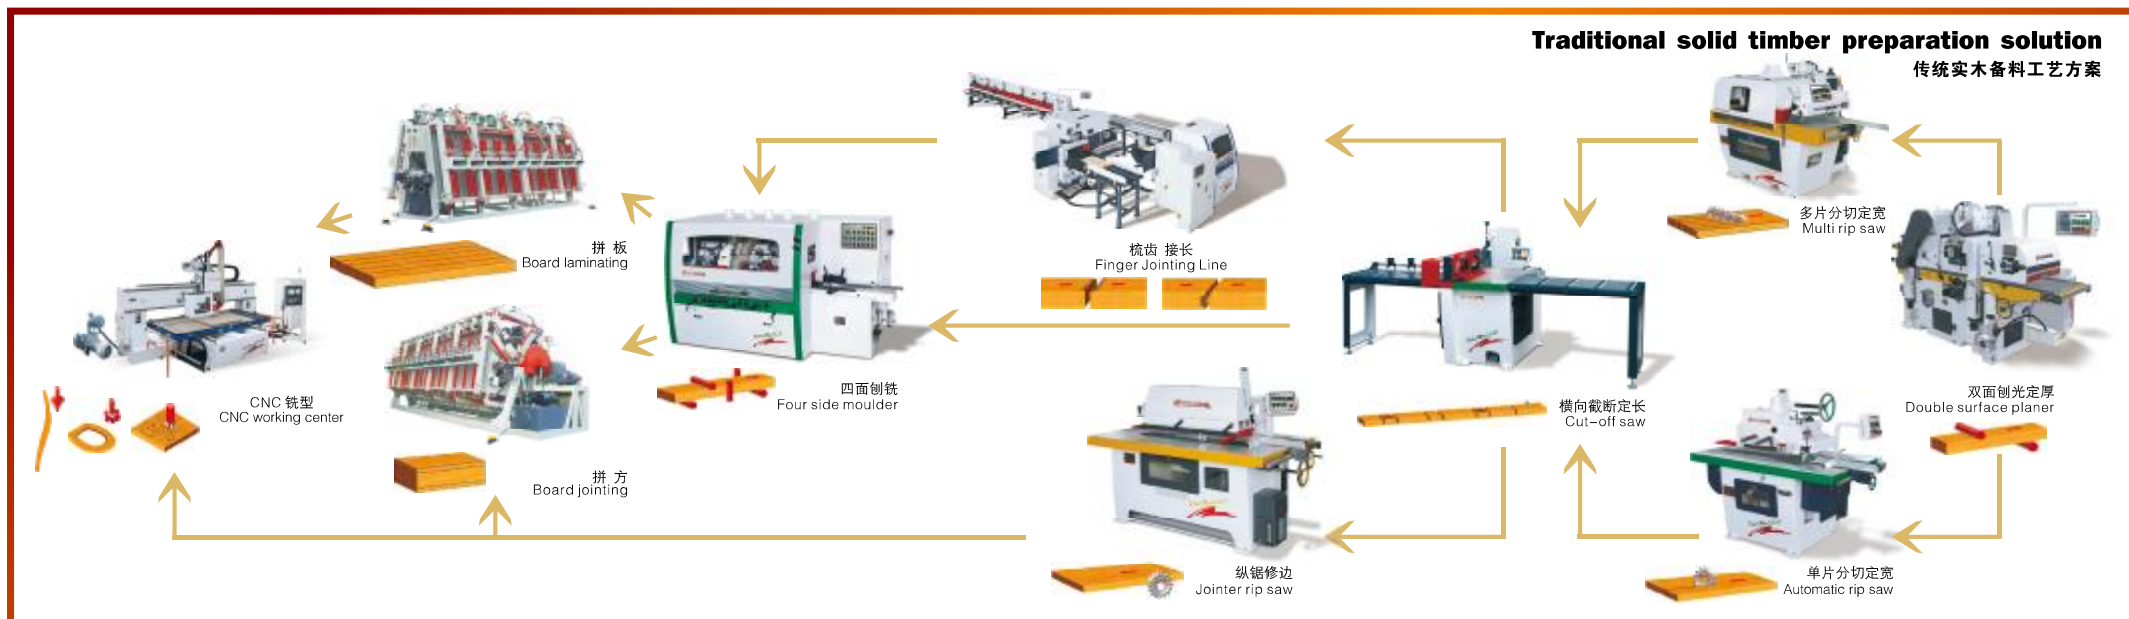 Traditional solid timber preparation solution
传统实木备料工艺方案
多片分切定宽
Multi rip saw
拼 板
Board laminating
梳齿 接长
Finger Jointing Line
四面刨铣
Four side moulder
双面刨光定厚
Double surface planer
CNC 铣型
CNC working center
横向截断定长
Cut-off saw
拼 方
Board jointing
纵锯修边
Jointer rip saw
单片分切定宽
Automatic rip saw